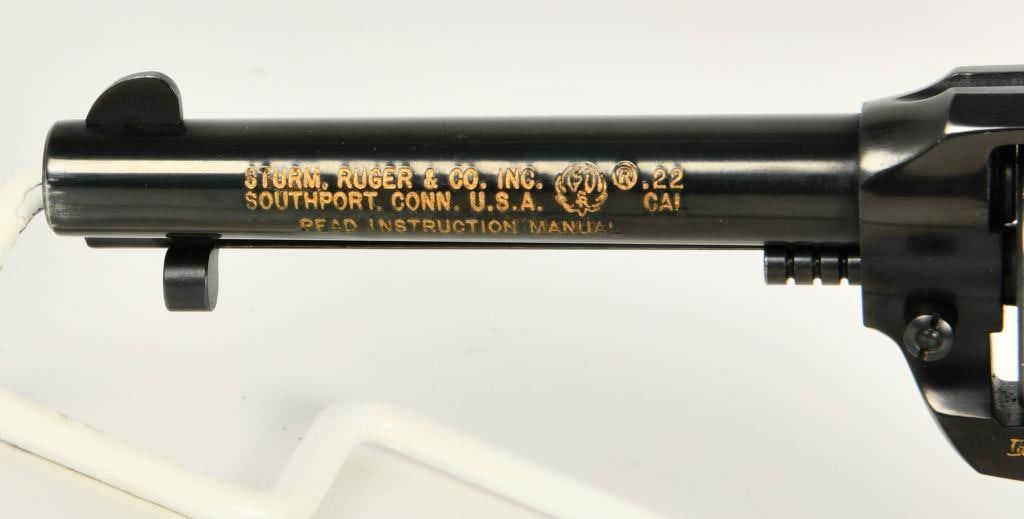 STURM, RUGER & CO. INC. ® .22
SOUTHPORT, CONN. U.S.A. CAL
READ INSTRUCTION MANUAL